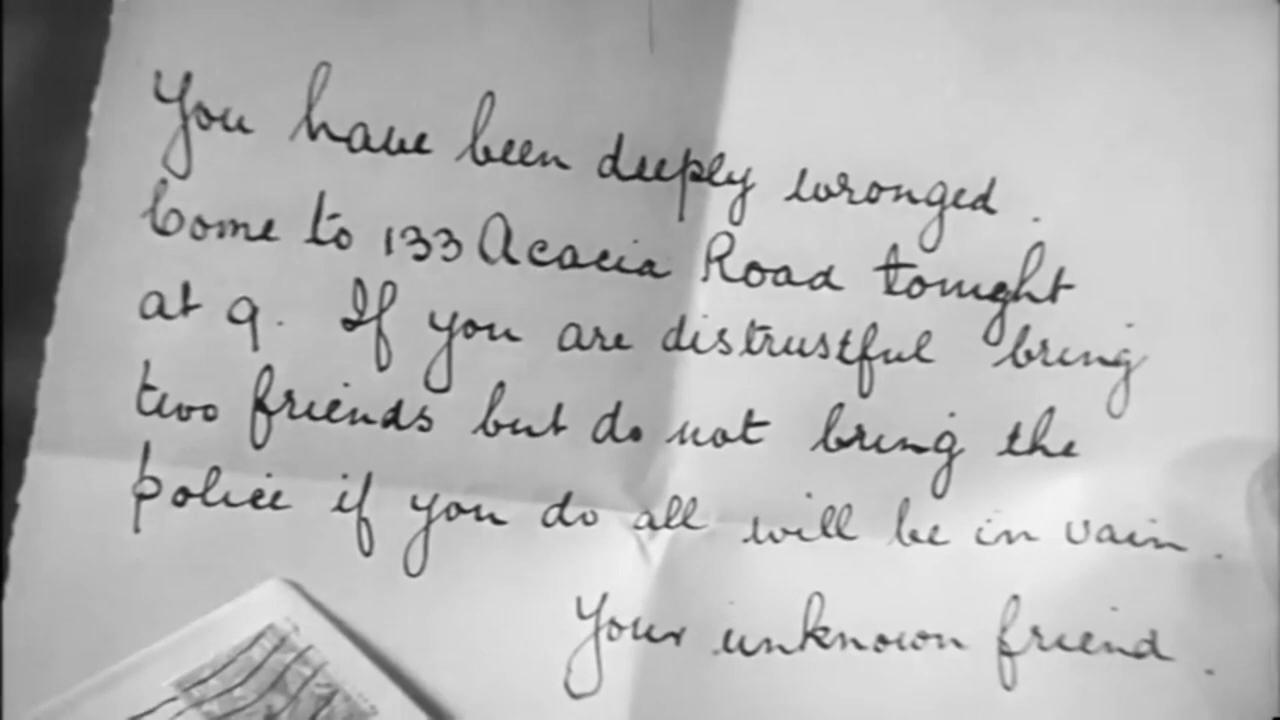 You have been deeply wronged.
Come to 133 Acacia Road tonight
at 9. If you are distrustful bring
two friends but do not bring the
police if you do all will be in vain.
Your unknown friend.